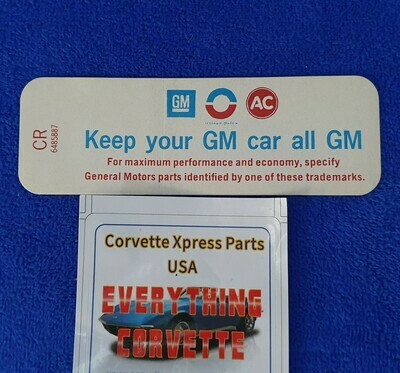 GM
AC
CR
6485887
Keep your GM car all GM
For maximum performance and economy, specify
General Motors parts identified by one of these trademarks.
Corvette Xpress Parts
USA
EVERYTHING
CORVETTE